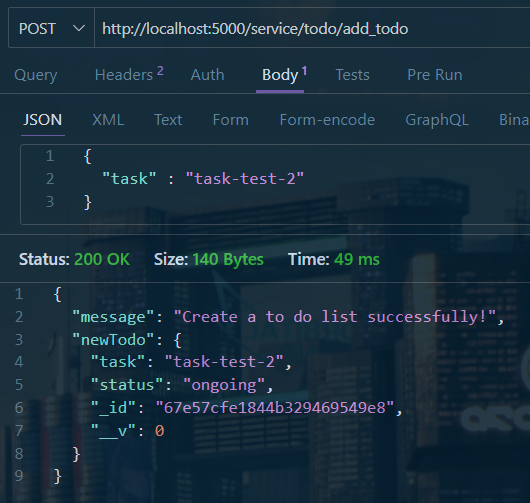 POST http://localhost:5000/service/todo/add_todo
Query Headers 2 Auth Body 1 Tests Pre Run
JSON XML Text Form Form-encode GraphQL Bina
1 {
2 "task" : "task-test-2"
3 }
Status: 200 OK Size: 140 Bytes Time: 49 ms
1 {
2 "message": "Create a to do list successfully!",
3 "newTodo": {
4 "task": "task-test-2",
5 "status": "ongoing",
6 "_id": "67e57cfe1844b329469549e8",
7 "__v": 0
8 }
9 }